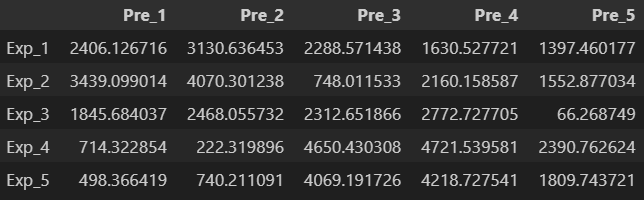 Pre_1 Pre_2 Pre_3 Pre_4 Pre_5
Exp_1 2406.126716 3130.636453 2288.571438 1630.527721 1397.460177
Exp_2 3439.099014 4070.301238 748.011533 2160.158587 1552.877034
Exp_3 1845.684037 2468.055732 2312.651866 2772.727705 66.268749
Exp_4 714.322854 222.319896 4650.430308 4721.539581 2390.762624
Exp_5 498.366419 740.211091 4069.191726 4218.727541 1809.743721